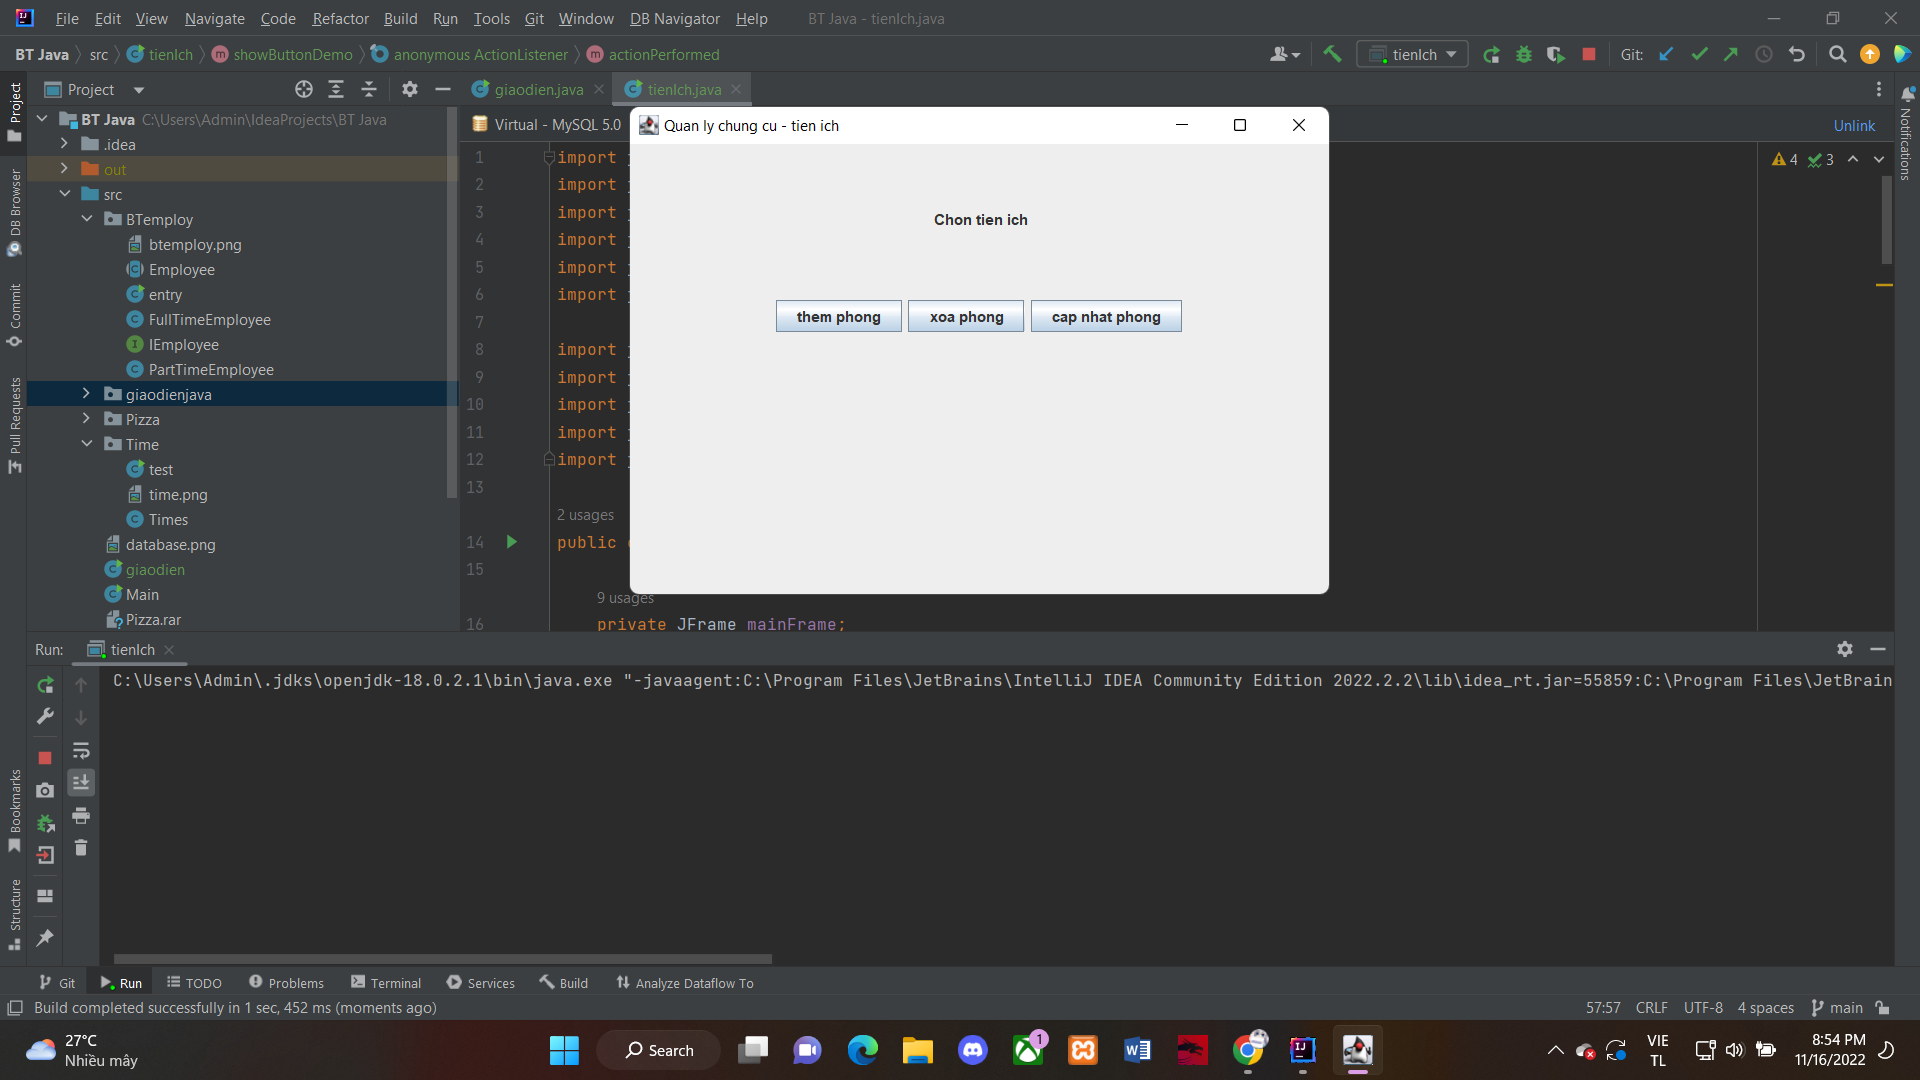 File Edit View Navigate Code Refactor Build Run Tools Git Window DB Navigator Help BT Java - tienIch.java
BT Java src tienIch showButtonDemo anonymous ActionListener actionPerformed tienIch Git:
Project giaodien.java tienIch.java
BT Java C:\Users\Admin\IdeaProjects\BT Java
.idea
out
src
BTemploy
btemploy.png
Employee
entry
FullTimeEmployee
IEmployee
PartTimeEmployee
giaodienjava
Pizza
Time
test
time.png
Times
database.png
giaodien
Main
Pizza.rar
Project
DB Browser
Commit
Pull Requests
Bookmarks
Structure
Notifications
Virtual - MySQL 5.0
Unlink
4 3
1 import
2 import
3 import
4 import
5 import
6 import
7
8 import
9 import
10 import
11 import
12 import
13
2 usages
14 public
15
9 usages
16 private JFrame mainFrame;
Quan ly chung cu - tien ich
Chon tien ich
them phong xoa phong cap nhat phong
Run: tienIch
C:\Users\Admin\.jdks\openjdk-18.0.2.1\bin\java.exe "-javaagent:C:\Program Files\JetBrains\IntelliJ IDEA Community Edition 2022.2.2\lib\idea_rt.jar=55859:C:\Program Files\JetBrain
Git Run TODO Problems Terminal Services Build Analyze Dataflow To
Build completed successfully in 1 sec, 452 ms (moments ago) 57:57 CRLF UTF-8 4 spaces main
27°C
Nhiều mây
Search
1
VIE
TL
8:54 PM
11/16/2022